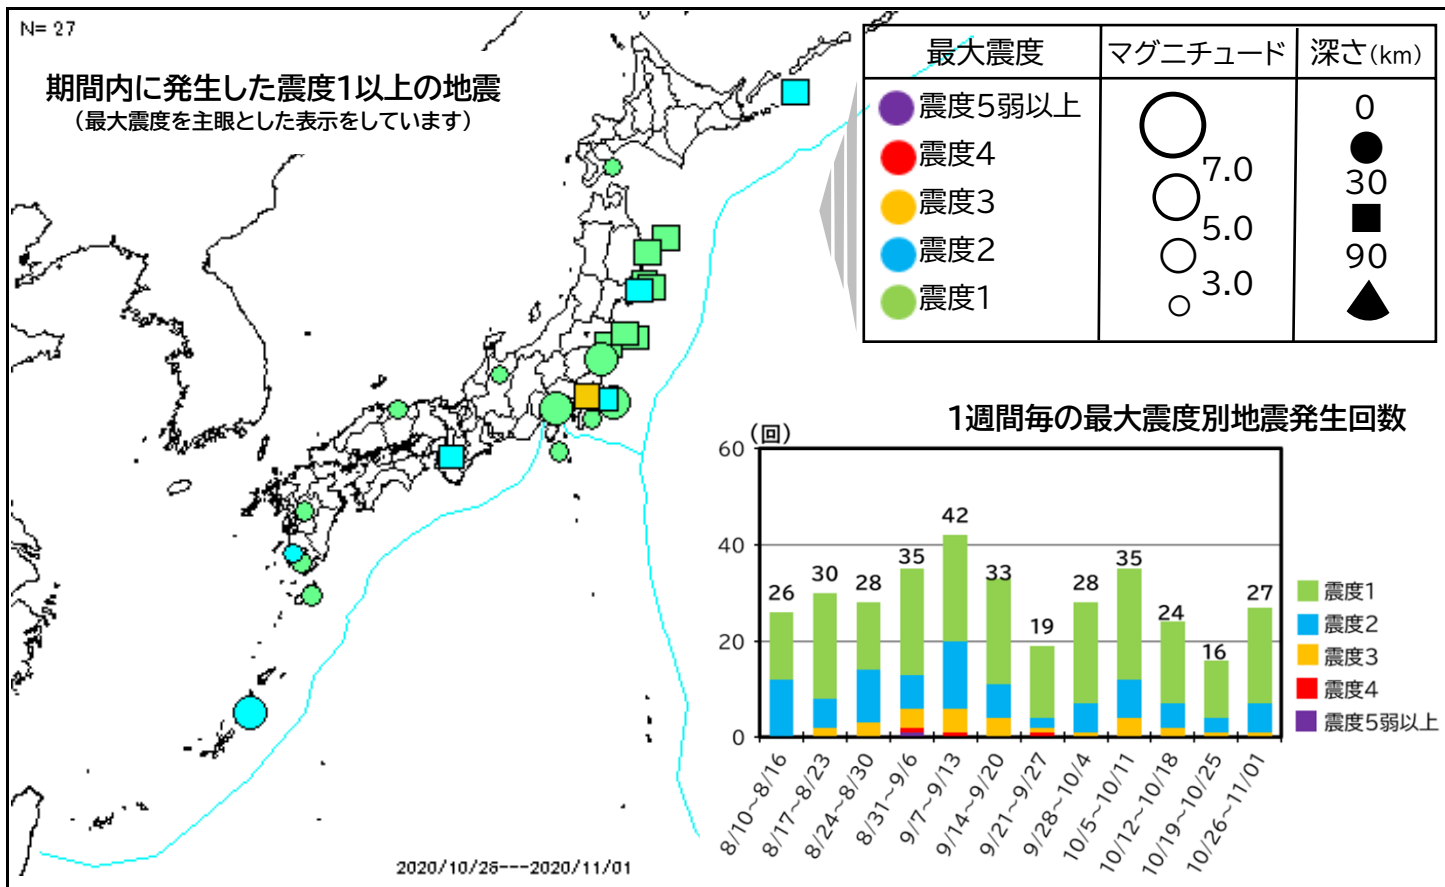 N= 27
期間内に発生した震度1以上の地震
（最大震度を主眼とした表示をしています）
最大震度 マグニチュード 深さ(km)
震度5弱以上
震度4
震度3
震度2
震度1
7.0
5.0
3.0
0
30
90
1週間毎の最大震度別地震発生回数
(回)
60
40
20
0
26
30
28
35
42
33
19
28
35
24
16
27
8/10~8/16
8/17~8/23
8/24~8/30
8/31~9/6
9/7~9/13
9/14~9/20
9/21~9/27
9/28~10/4
10/5~10/11
10/12~10/18
10/19~10/25
10/26~11/01
震度1
震度2
震度3
震度4
震度5弱以上
2020/10/26---2020/11/01